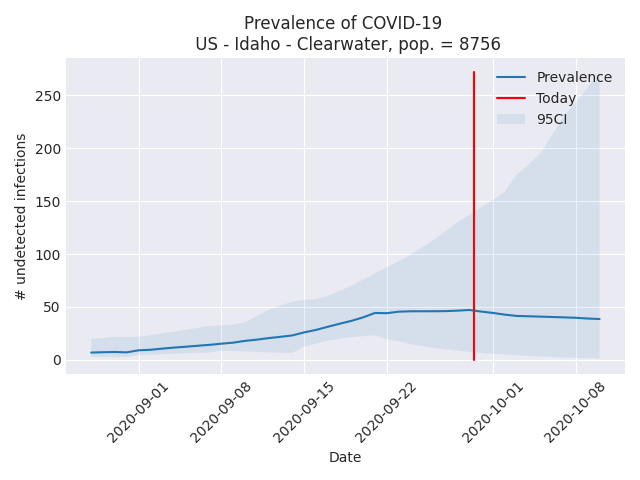 Prevalence of COVID-19
US - Idaho - Clearwater, pop. = 8756
Prevalence
Today
95CI
# undetected infections
250
200
150
100
50
0
2020-09-01
2020-09-08
2020-09-15
2020-09-22
2020-10-01
2020-10-08
Date